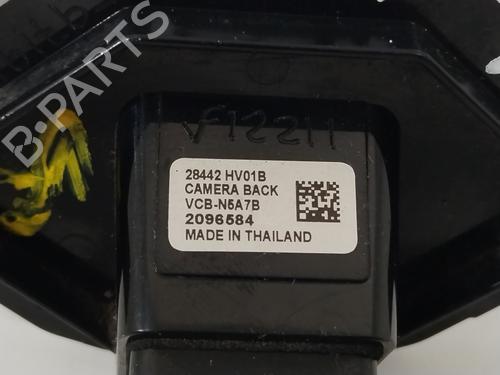 B-PARTS
VF12211
28442 HV01B
CAMERA BACK
VCB-N5A7B
2096584
MADE IN THAILAND